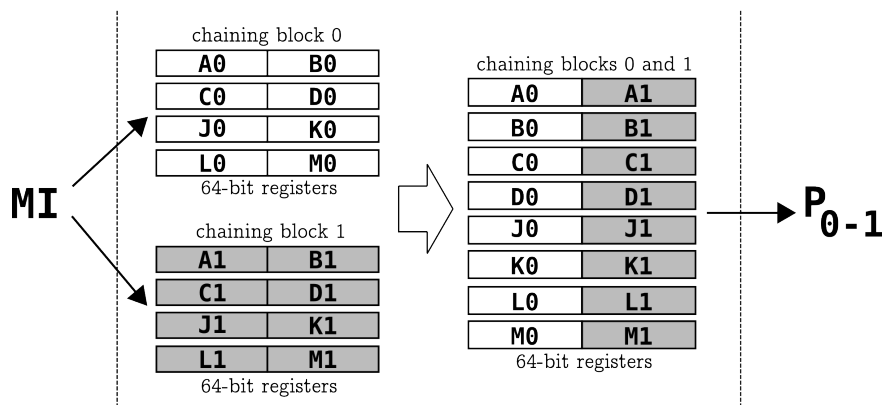 MI
chaining block 0
A0 B0
C0 D0
J0 K0
L0 M0
64-bit registers
chaining block 1
A1 B1
C1 D1
J1 K1
L1 M1
64-bit registers
chaining blocks 0 and 1
A0 A1
B0 B1
C0 C1
D0 D1
J0 J1
K0 K1
L0 L1
M0 M1
64-bit registers
P0-1